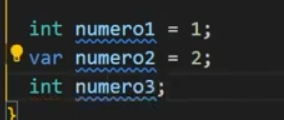 int numero1 = 1;
var numero2 = 2;
int numero3;
}